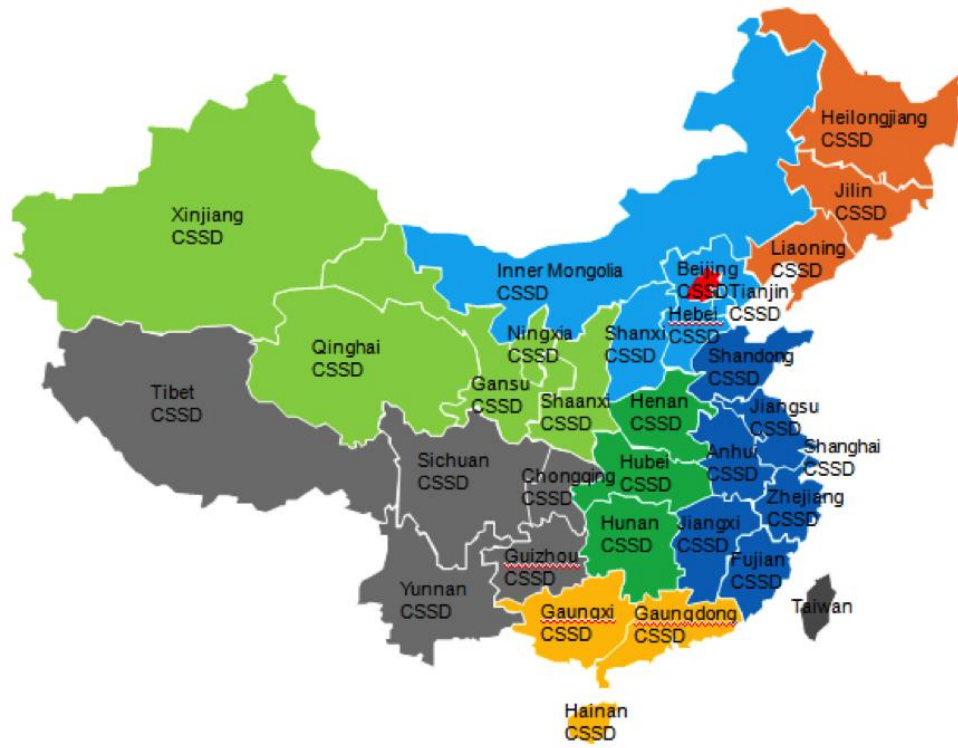 Heilongjiang
CSSD
Jilin
CSSD
Xinjiang
CSSD
Liaoning
CSSD
Inner Mongolia
CSSD
Beijing
CSSD
Tianjin
CSSD
Hebei
CSSD
Ningxia
CSSD
Shanxi
CSSD
Qinghai
CSSD
Shandong
CSSD
Gansu
CSSD
Tibet
CSSD
Shaanxi
CSSD
Henan
CSSD
Jiangsu
CSSD
Shanghai
CSSD
Anhui
CSSD
Sichuan
CSSD
Chongqing
CSSD
Hubei
CSSD
Zhejiang
CSSD
Hunan
CSSD
Jiangxi
CSSD
Guizhou
CSSD
Fujian
CSSD
Yunnan
CSSD
Gaungxi
CSSD
Gaungdong
CSSD
Taiwan
Hainan
CSSD